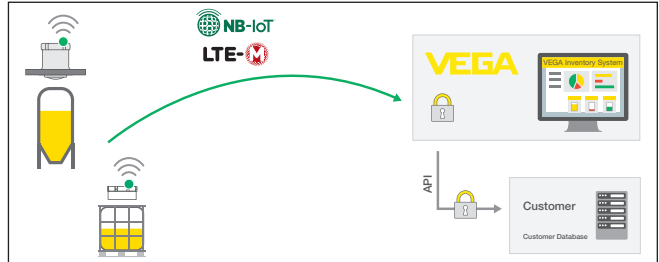 NB-IoT
LTE-M
VEGA
VEGA Inventory System
API
Customer
Customer Database